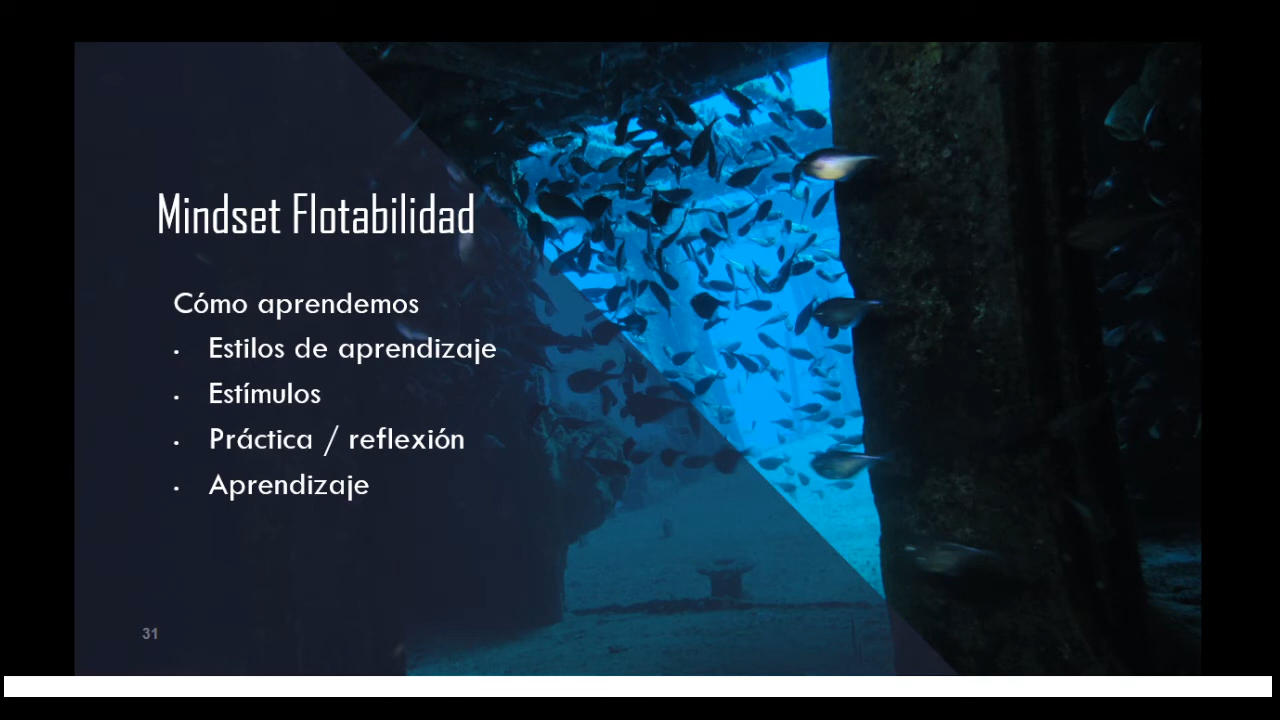 Mindset Flotabilidad
Cómo aprendemos
• Estilos de aprendizaje
• Estímulos
• Práctica / reflexión
• Aprendizaje
31